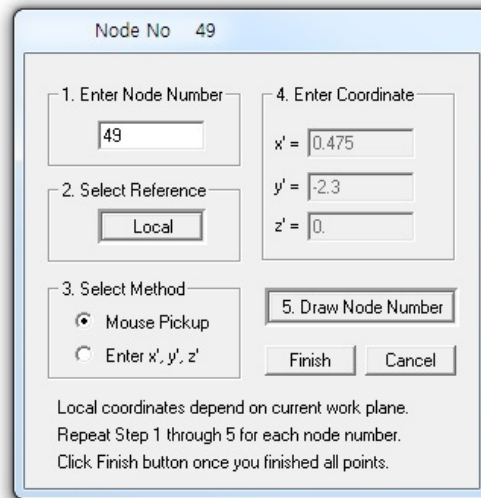 Node No 49
1. Enter Node Number
49
2. Select Reference
Local
3. Select Method
Mouse Pickup
Enter x', y', z'
4. Enter Coordinate
x' = 0.475
y' = -2.3
z' = 0.
5. Draw Node Number
Finish Cancel
Local coordinates depend on current work plane.
Repeat Step 1 through 5 for each node number.
Click Finish button once you finished all points.